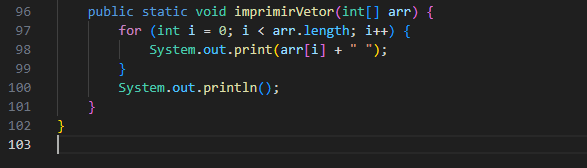 96 public static void imprimirVetor(int[] arr) {
97 for (int i = 0; i < arr.length; i++) {
98 System.out.print(arr[i] + " ");
99 }
100 System.out.println();
101 }
102 }
103